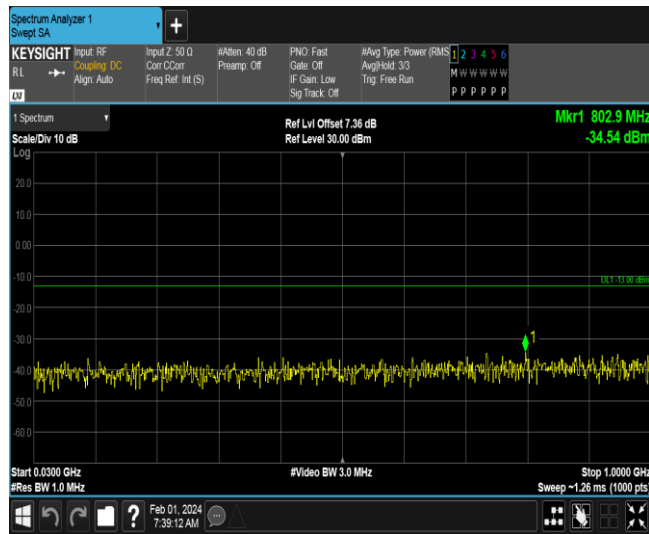 Spectrum Analyzer 1
Swept SA
+
KEYSIGHT Input: RF Input Z: 50 Ω #Atten: 40 dB PNO: Fast #Avg Type: Power (RMS 1 2 3 4 5 6
RL Coupling: DC Corr CCorr Preamp: Off Gate: Off Avg|Hold: 3/3 M W W W W W
Align: Auto Freq Ref: Int (S) IF Gain: Low Trig: Free Run
LXI Sig Track: Off P P P P P P
1 Spectrum Ref Lvl Offset 7.36 dB Mkr1 802.9 MHz
Scale/Div 10 dB Ref Level 30.00 dBm -34.54 dBm
Log
20.0
10.0
0.00
-10.0
DL1 -13.00 dBm
-20.0
-30.0
1
-40.0
-50.0
-60.0
Start 0.0300 GHz #Video BW 3.0 MHz Stop 1.0000 GHz
#Res BW 1.0 MHz Sweep ~1.26 ms (1000 pts
? Feb 01, 2024
7:39:12 AM